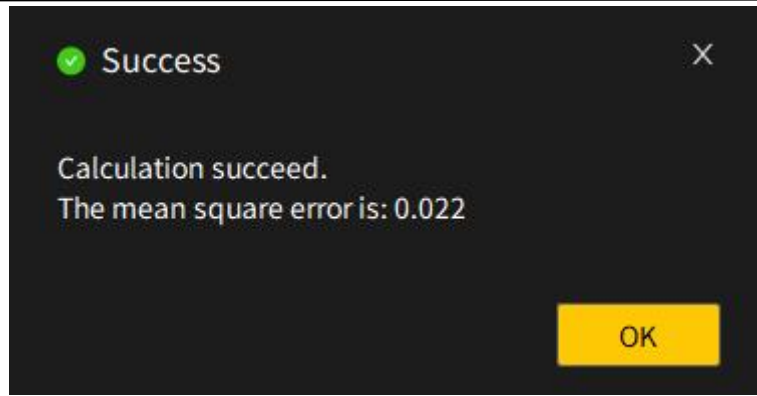 Success
X
Calculation succeed.
The mean square error is: 0.022
OK